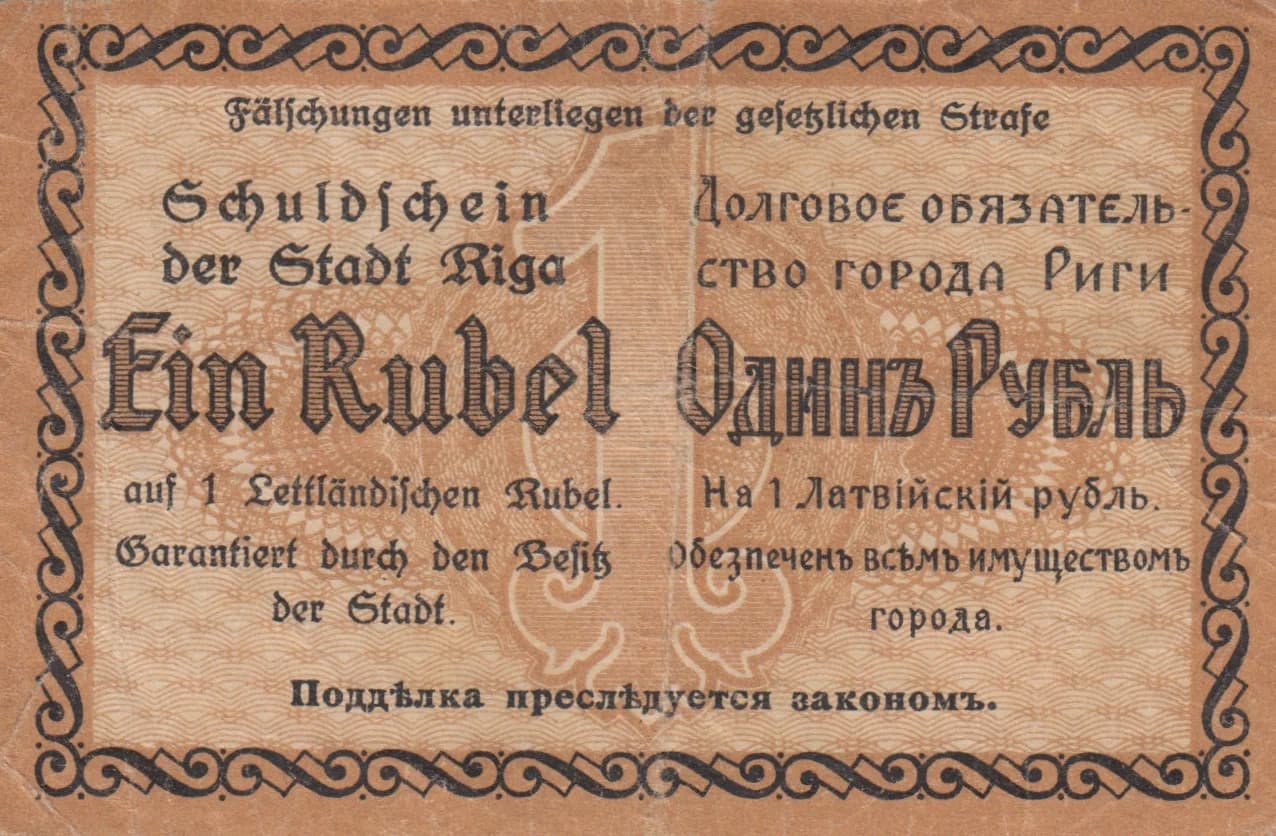 Fälschungen unterliegen der gesetzlichen Strafe
Schuldschein
der Stadt Riga
Ein Rubel
auf 1 Lettländischen Rubel.
Garantiert durch den Besitz
der Stadt.
Долговое обязатель-
ство города Риги
Одинъ Рубль
На 1 Латвійскій рубль.
Обезпеченъ всѣмъ имуществомъ
города.
1
Поддѣлка преслѣдуется закономъ.